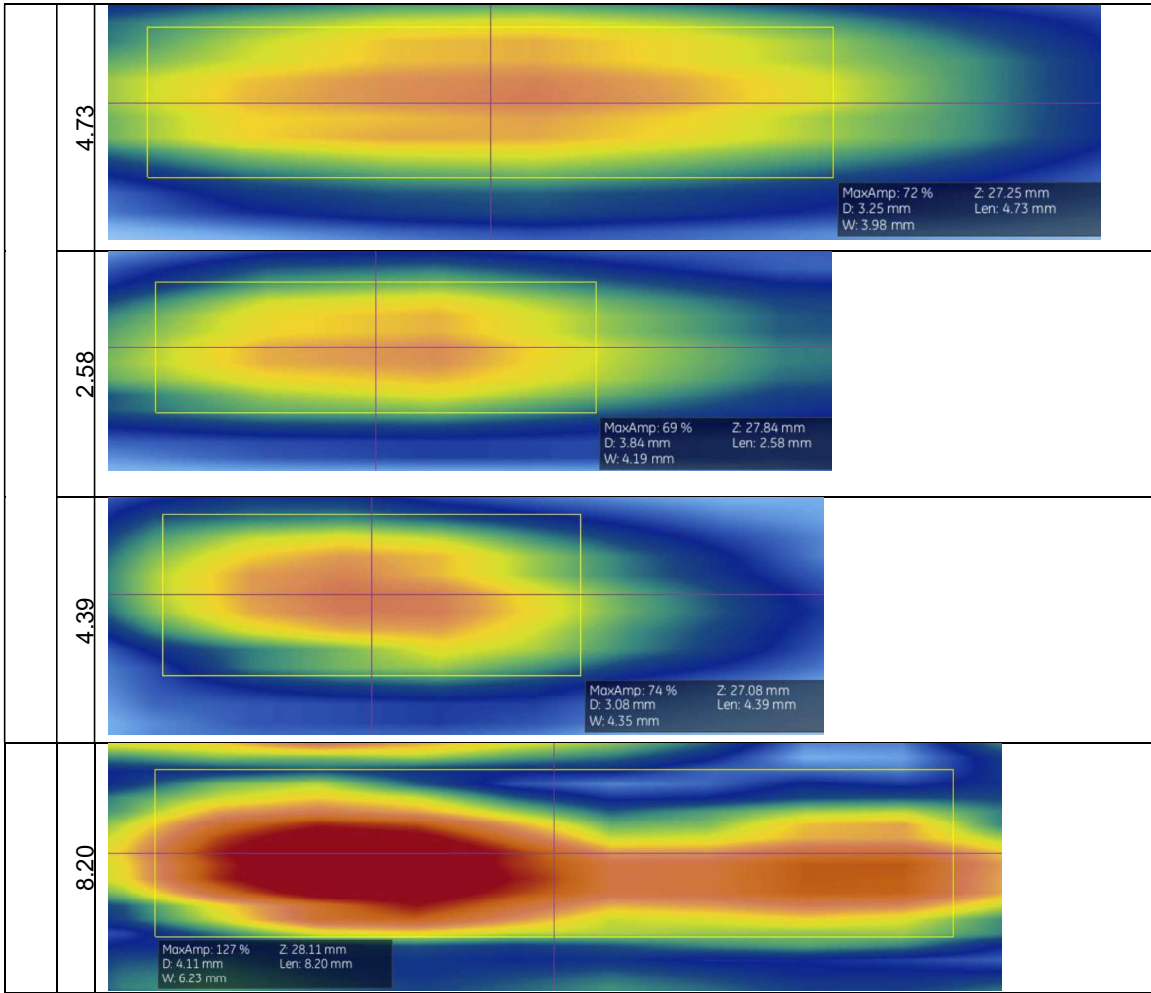 4.73
MaxAmp: 72 % Z: 27.25 mm
D: 3.25 mm Len: 4.73 mm
W: 3.98 mm
2.58
MaxAmp: 69 % Z: 27.84 mm
D: 3.84 mm Len: 2.58 mm
W: 4.19 mm
4.39
MaxAmp: 74 % Z: 27.08 mm
D: 3.08 mm Len: 4.39 mm
W: 4.35 mm
8.20
MaxAmp: 127 % Z: 28.11 mm
D: 4.11 mm Len: 8.20 mm
W: 6.23 mm